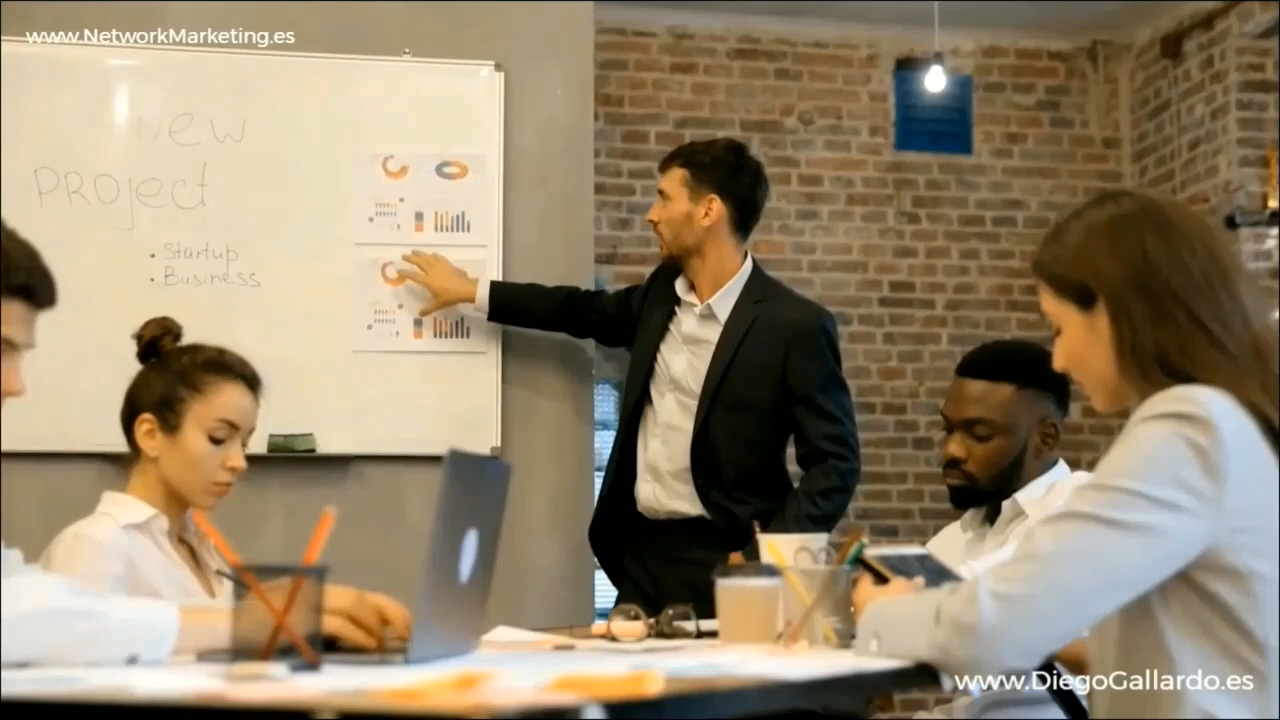 www.NetworkMarketing.es
New
Project
• Startup
• Business
www.DiegoGallardo.es